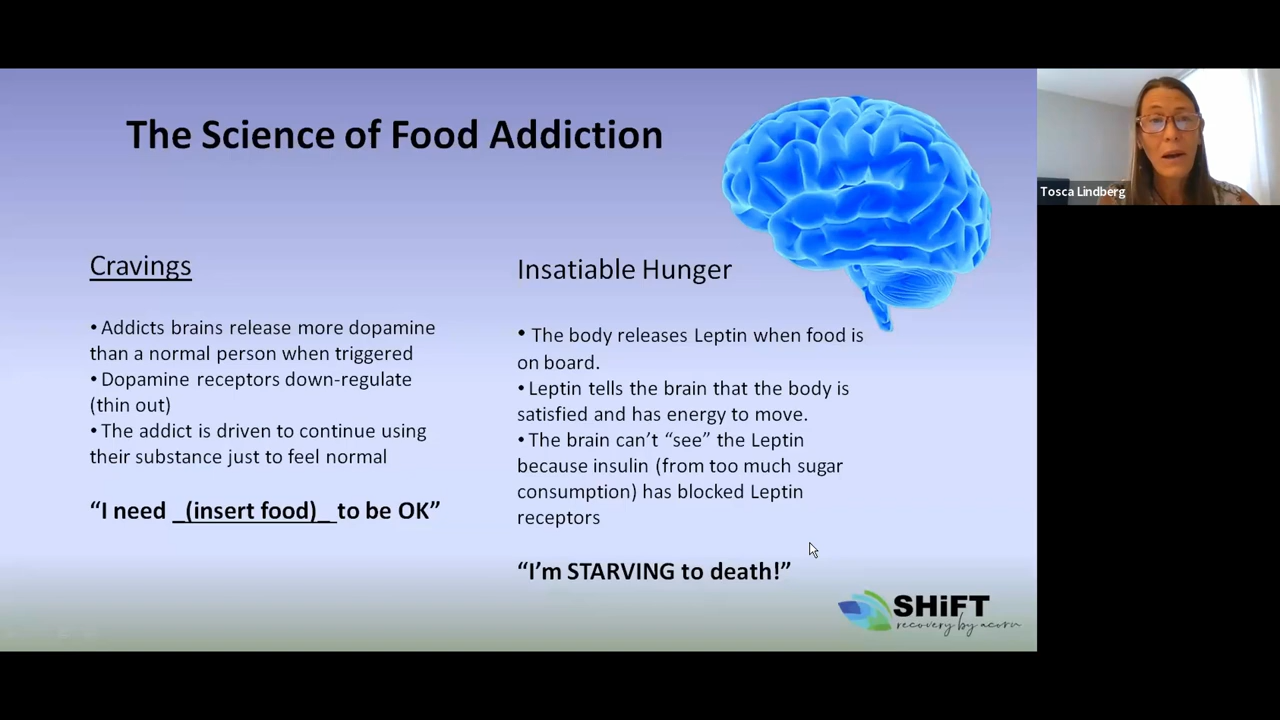 The Science of Food Addiction
Tosca Lindberg
Cravings
• Addicts brains release more dopamine
than a normal person when triggered
• Dopamine receptors down-regulate
(thin out)
• The addict is driven to continue using
their substance just to feel normal
“I need _(insert food)_ to be OK”
Insatiable Hunger
• The body releases Leptin when food is
on board.
• Leptin tells the brain that the body is
satisfied and has energy to move.
• The brain can’t “see” the Leptin
because insulin (from too much sugar
consumption) has blocked Leptin
receptors
“I’m STARVING to death!”
SHiFT
recovery by acorn